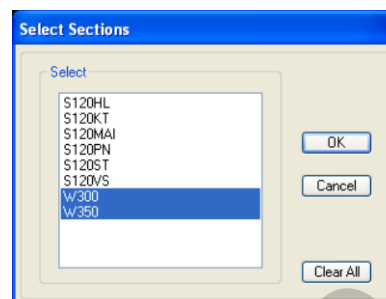 Select Sections
Select
S120HL
S120KT
S120MAI
S120PN
S120ST
S120VS
W300
W350
OK
Cancel
Clear All